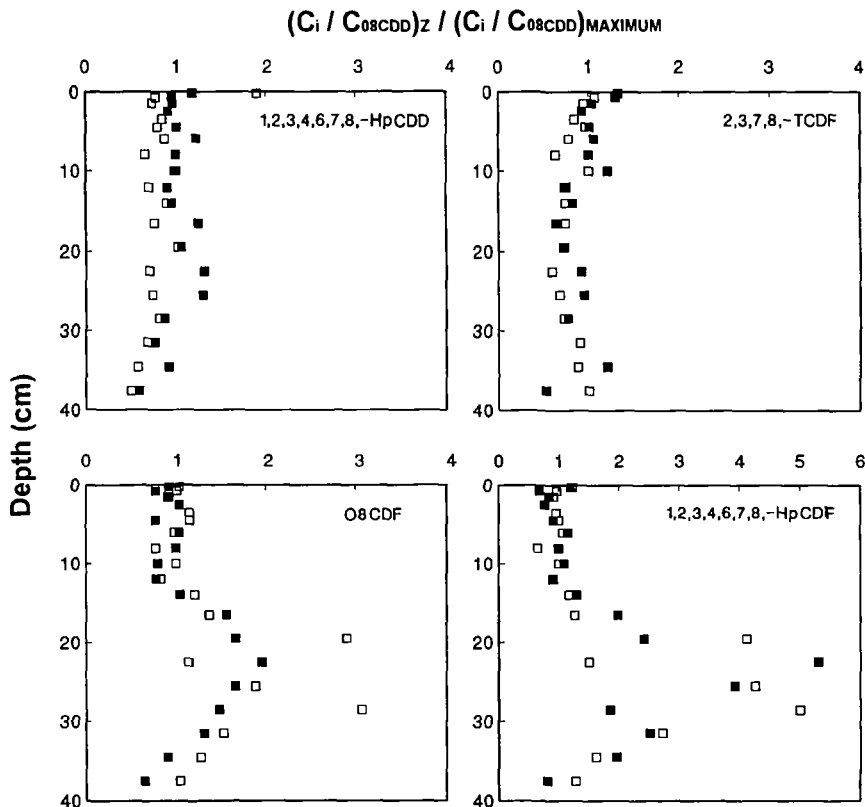 (Ci / C08CDD)Z / (Ci / C08CDD)MAXIMUM
0 1 2 3 4
0 1 2 3 4
0
10
20
30
40
1,2,3,4,6,7,8,-HpCDD
0
10
20
30
40
2,3,7,8,-TCDF
Depth (cm)
0 1 2 3 4
0 1 2 3 4 5 6
0
10
20
30
40
O8CDF
0
10
20
30
40
1,2,3,4,6,7,8,-HpCDF